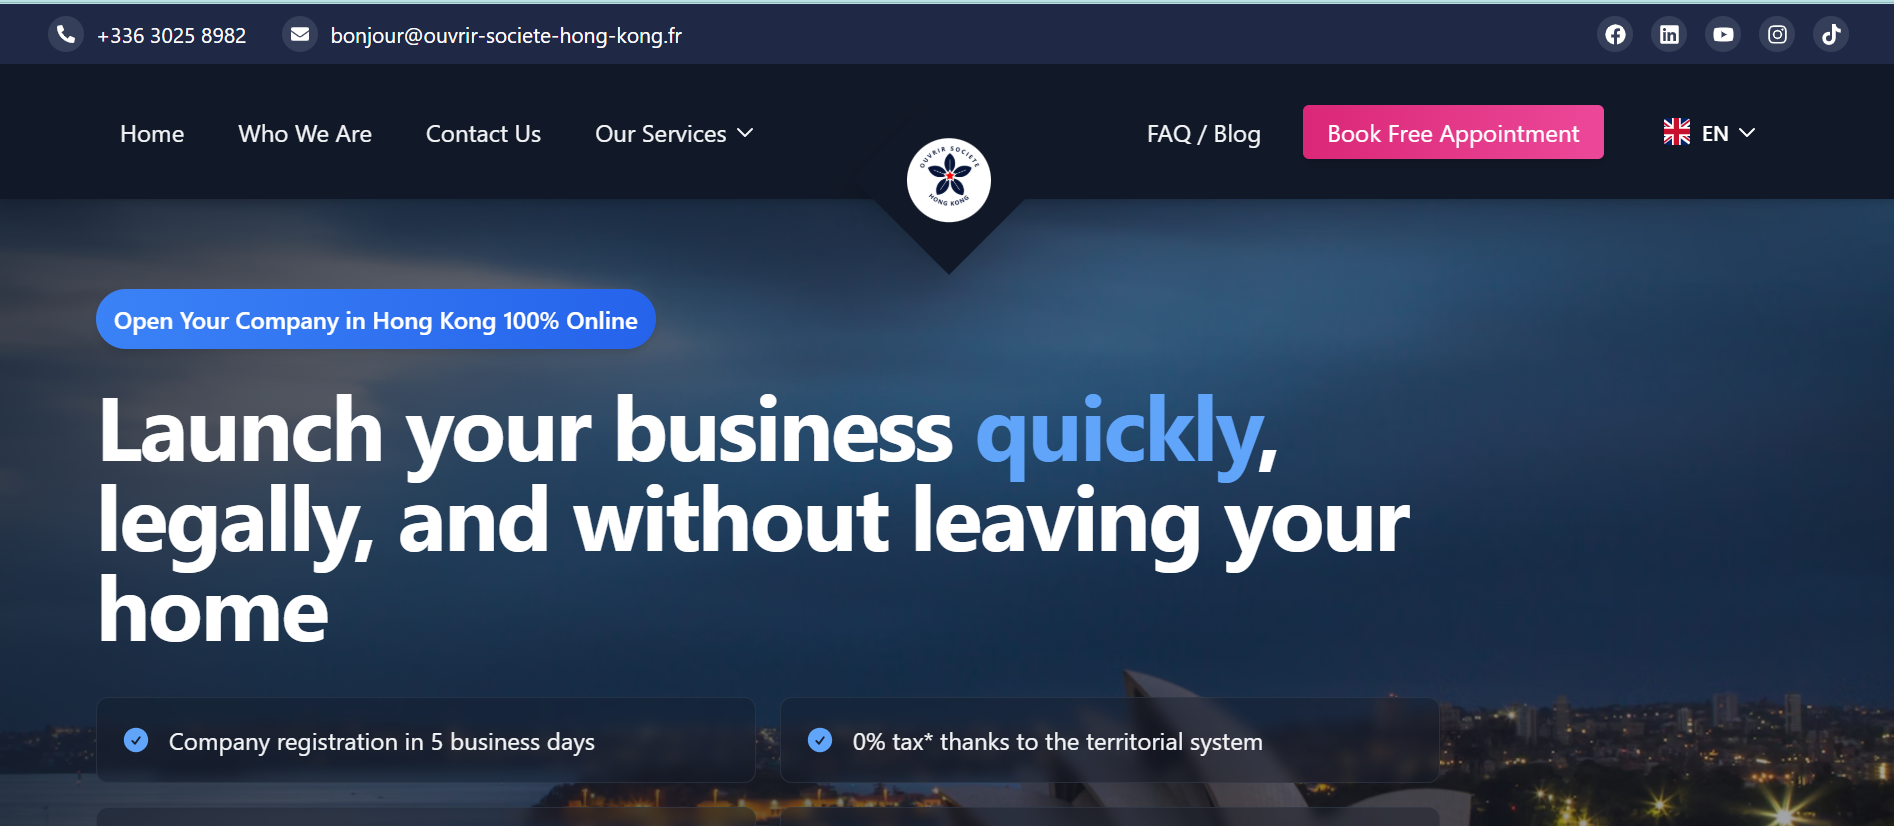 +336 3025 8982
bonjour@ouvrir-societe-hong-kong.fr
Home
Who We Are
Contact Us
Our Services
OUVRIR SOCIETE
HONG KONG
FAQ / Blog
Book Free Appointment
EN
Open Your Company in Hong Kong 100% Online
Launch your business quickly,
legally, and without leaving your
home
Company registration in 5 business days
0% tax* thanks to the territorial system